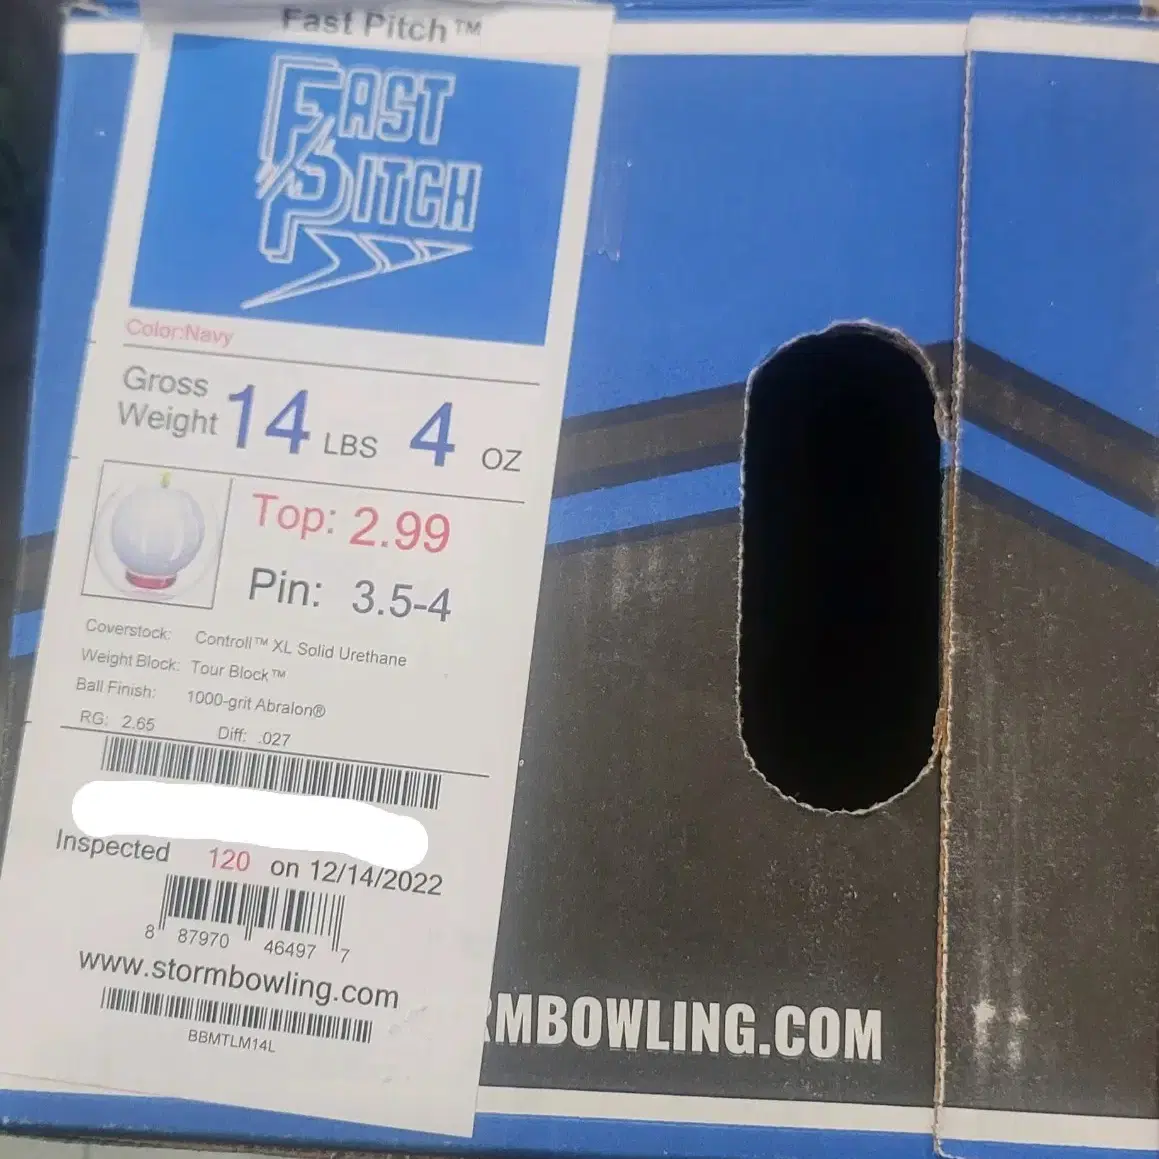 Fast Pitch™
FAST
PITCH
Color:Navy
Gross
Weight 14 LBS 4 OZ
Top: 2.99
Pin: 3.5-4
Coverstock: Controll™ XL Solid Urethane
Weight Block: Tour Block™
Ball Finish: 1000-grit Abralon®
RG: 2.65 Diff: .027
Inspected 120 on 12/14/2022
8 87970 46497 7
www.stormbowling.com
BBMTLM14L
RMBOWLING.COM